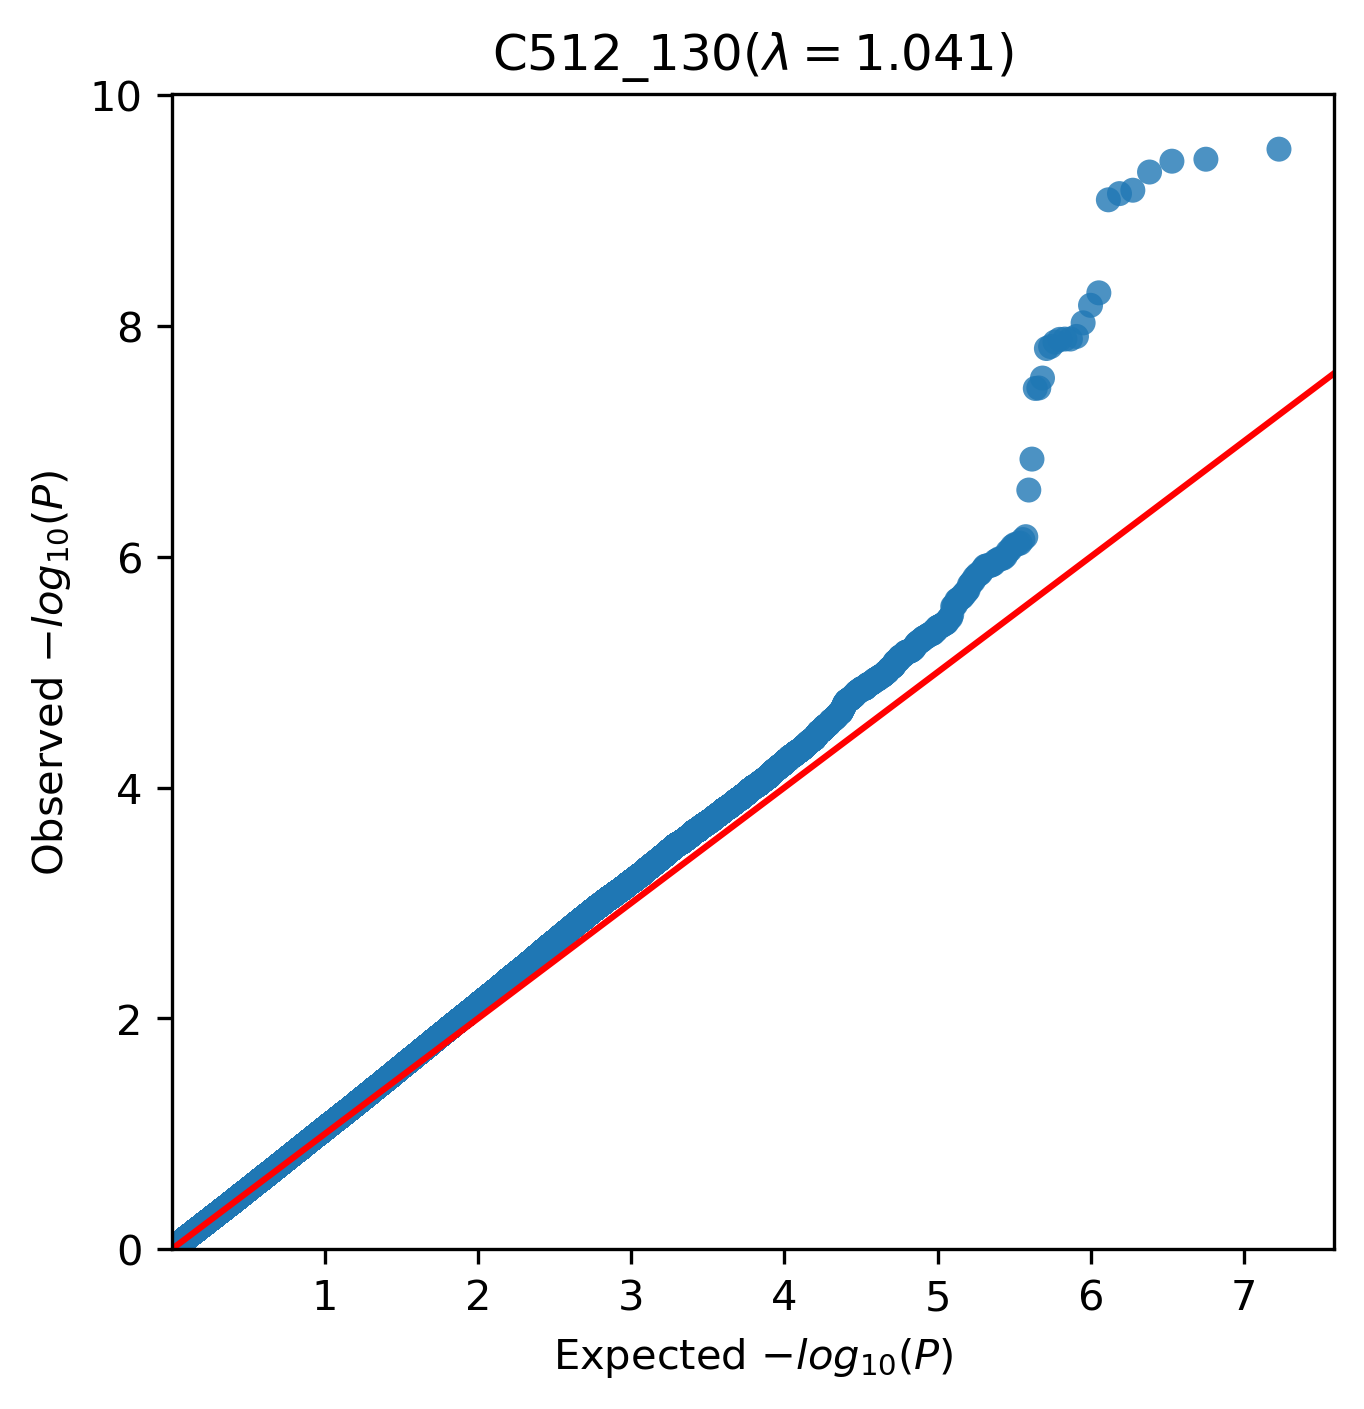 C512_130(λ = 1.041)
10
8
6
4
2
0
Observed −log₁₀(P)
1 2 3 4 5 6 7
Expected −log₁₀(P)